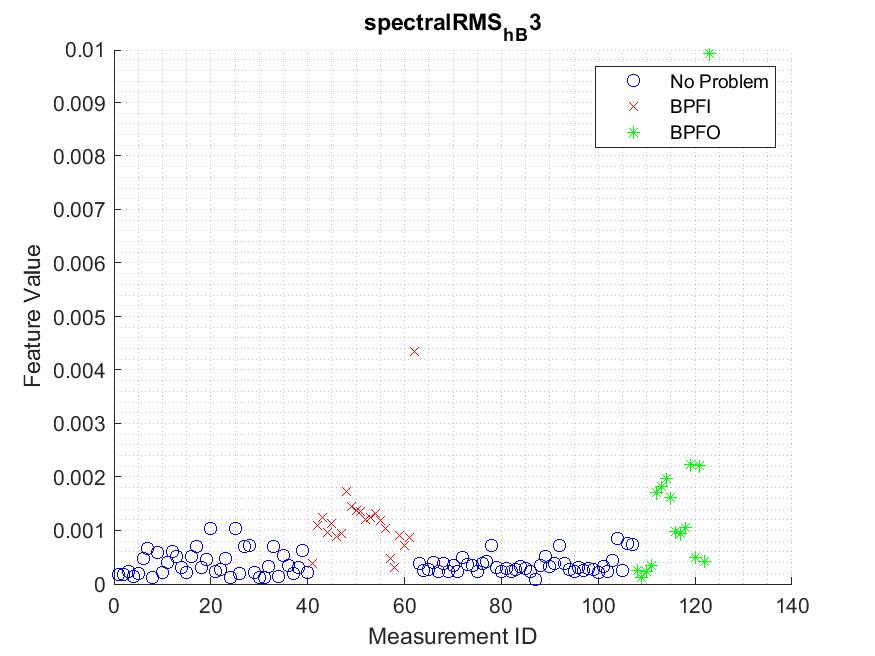 spectralRMS_hB3
No Problem
BPFI
BPFO
0.01
0.009
0.008
0.007
0.006
0.005
0.004
0.003
0.002
0.001
0
Feature Value
0 20 40 60 80 100 120 140
Measurement ID